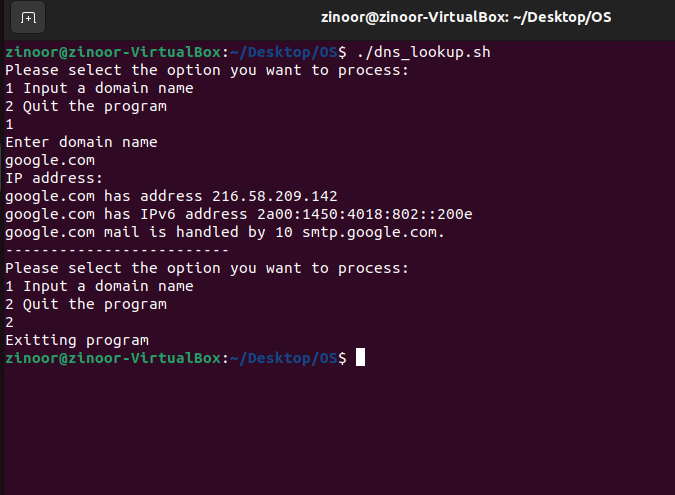 zinoor@zinoor-VirtualBox: ~/Desktop/OS
zinoor@zinoor-VirtualBox:~/Desktop/OS$ ./dns_lookup.sh
Please select the option you want to process:
1 Input a domain name
2 Quit the program
1
Enter domain name
google.com
IP address:
google.com has address 216.58.209.142
google.com has IPv6 address 2a00:1450:4018:802::200e
google.com mail is handled by 10 smtp.google.com.
-------------------------
Please select the option you want to process:
1 Input a domain name
2 Quit the program
2
Exitting program
zinoor@zinoor-VirtualBox:~/Desktop/OS$